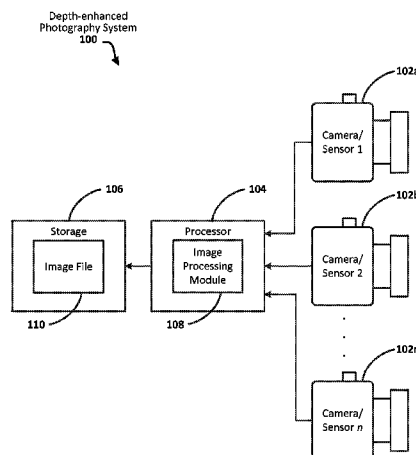 Depth-enhanced
Photography System
100
102a
Camera/
Sensor 1
106
104
102b
Storage
Processor
Camera/
Sensor 2
Image File
Image
Processing
Module
110
108
102n
Camera/
Sensor n